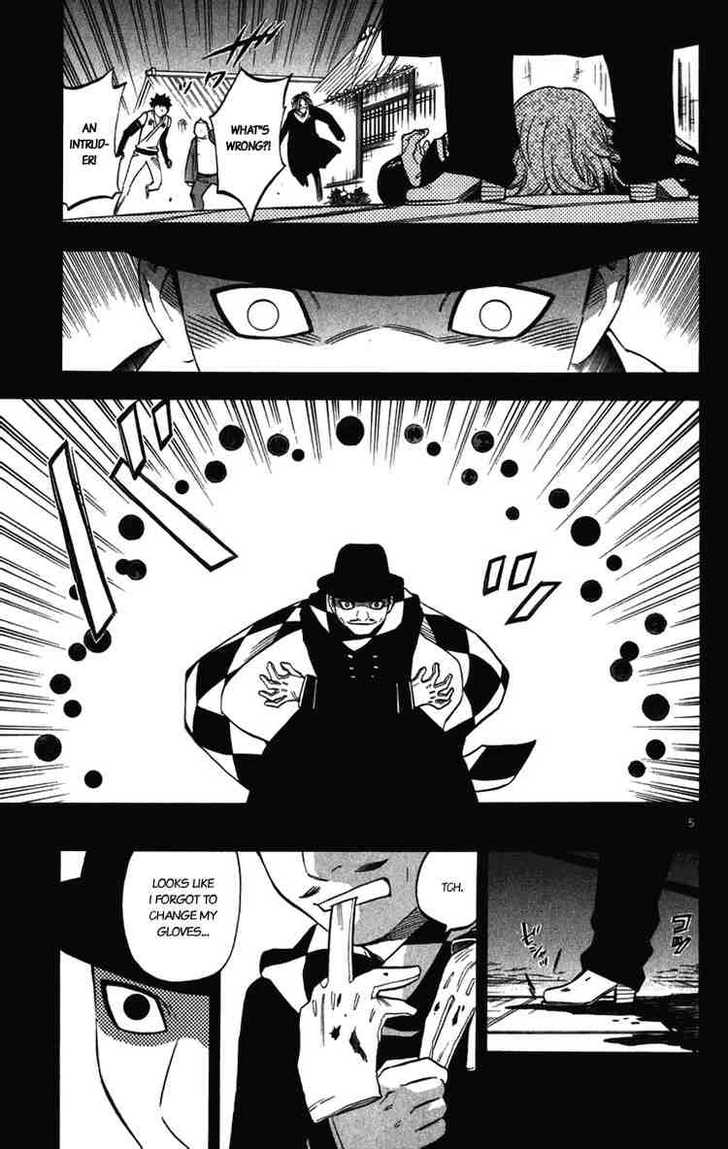 WHAT"S
WRONG?!
AN
INTRUD-
ER!
5
TCH.
LOOKS LIKE
I FORGOT TO
CHANGE MY
GLOVES...